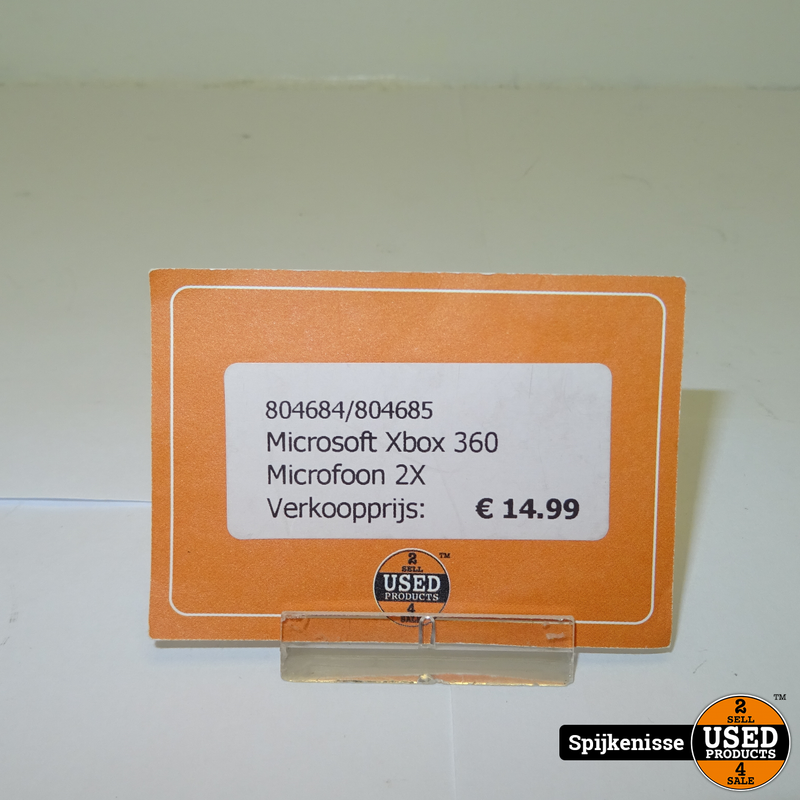 804684/804685
Microsoft Xbox 360
Microfoon 2X
Verkoopprijs: € 14.99
2
SELL
USED
PRODUCTS
4
SALE
TM
Spijkenisse
2
SELL
USED
PRODUCTS
4
SALE
TM